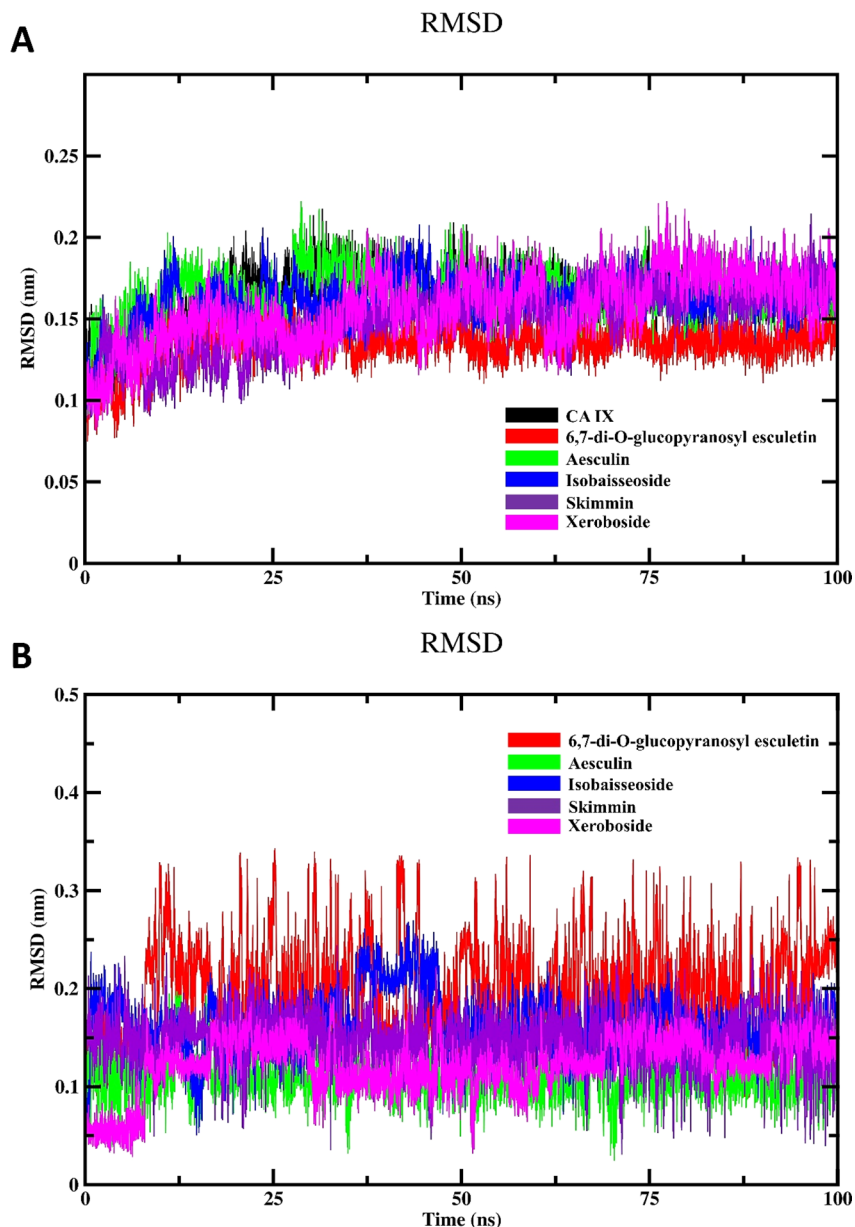 RMSD
A
0.25
0.2
RMSD (nm)
0.15
0.1
CA IX
6,7-di-O-glucopyranosyl esculetin
Aesculin
0.05
Isobaisseoside
Skimmin
Xeroboside
0
0 25 50 75 100
Time (ns)
RMSD
B
0.5
6,7-di-O-glucopyranosyl esculetin
Aesculin
0.4
Isobaisseoside
Skimmin
Xeroboside
0.3
RMSD (nm)
0.2
0.1
0
0 25 50 75 100
Time (ns)